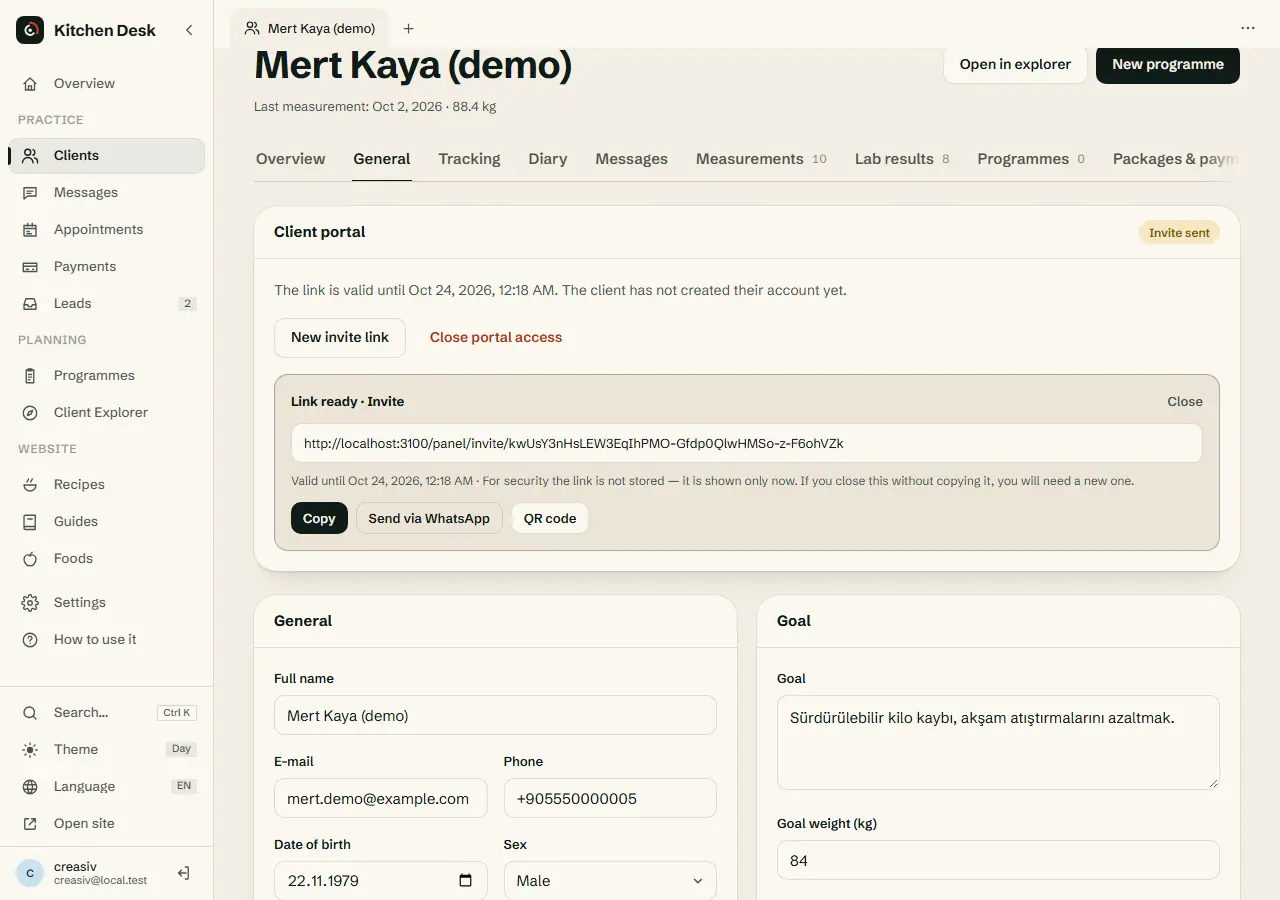 Kitchen Desk
Overview
PRACTICE
Clients
Messages
Appointments
Payments
Leads 2
PLANNING
Programmes
Client Explorer
WEBSITE
Recipes
Guides
Foods
Settings
How to use it
Search... Ctrl K
Theme Day
Language EN
Open site
C creasiv
creasiv@local.test
Mert Kaya (demo)
Mert Kaya (demo)
Open in explorer
New programme
Last measurement: Oct 2, 2026 · 88.4 kg
Overview General Tracking Diary Messages Measurements 10 Lab results 8 Programmes 0 Packages & paym
Client portal
Invite sent
The link is valid until Oct 24, 2026, 12:18 AM. The client has not created their account yet.
New invite link
Close portal access
Link ready · Invite
Close
http://localhost:3100/panel/invite/kwUsY3nHsLEW3EqIhPMO-Gfdp0QlwHMSo-z-F6ohVZk
Valid until Oct 24, 2026, 12:18 AM · For security the link is not stored — it is shown only now. If you close this without copying it, you will need a new one.
Copy
Send via WhatsApp
QR code
General
Full name
Mert Kaya (demo)
E-mail Phone
mert.demo@example.com +905550000005
Date of birth Sex
22.11.1979 Male
Goal
Goal
Sürdürülebilir kilo kaybı, akşam atıştırmalarını azaltmak.
Goal weight (kg)
84